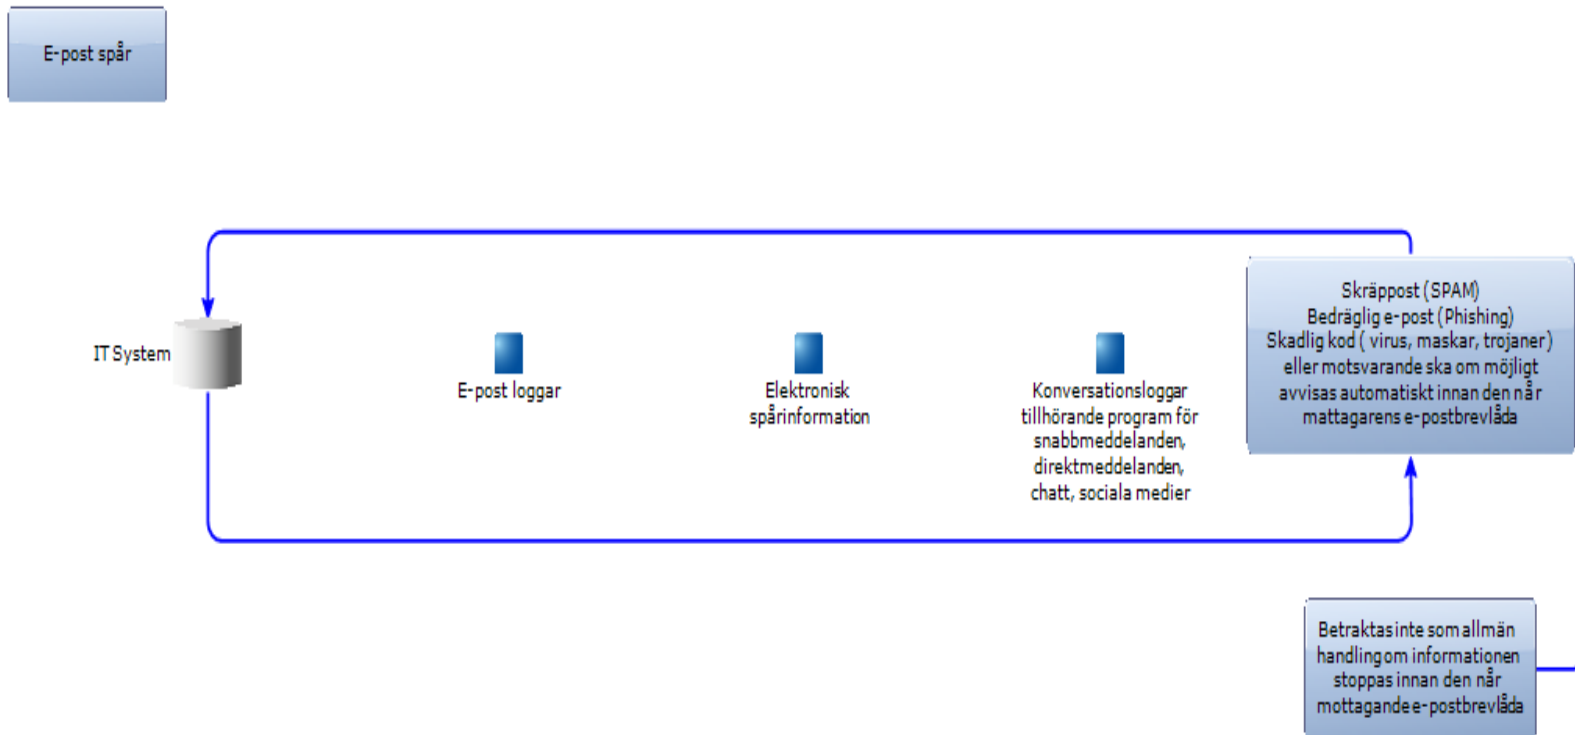 E-post spår
IT System
E-post loggar
Elektronisk
spårinformation
Konversationsloggar
tillhörande program för
snabbmeddelanden,
direktmeddelanden,
chatt, sociala medier
Skräppost (SPAM)
Bedräglig e-post (Phishing)
Skadlig kod ( virus, maskar, trojaner)
eller motsvarande ska om möjligt
avvisas automatiskt innan den når
mattagarens e-postbrevlåda
Betraktas inte som allmän
handling om informationen
stoppas innan den når
mottagande e-postbrevlåda